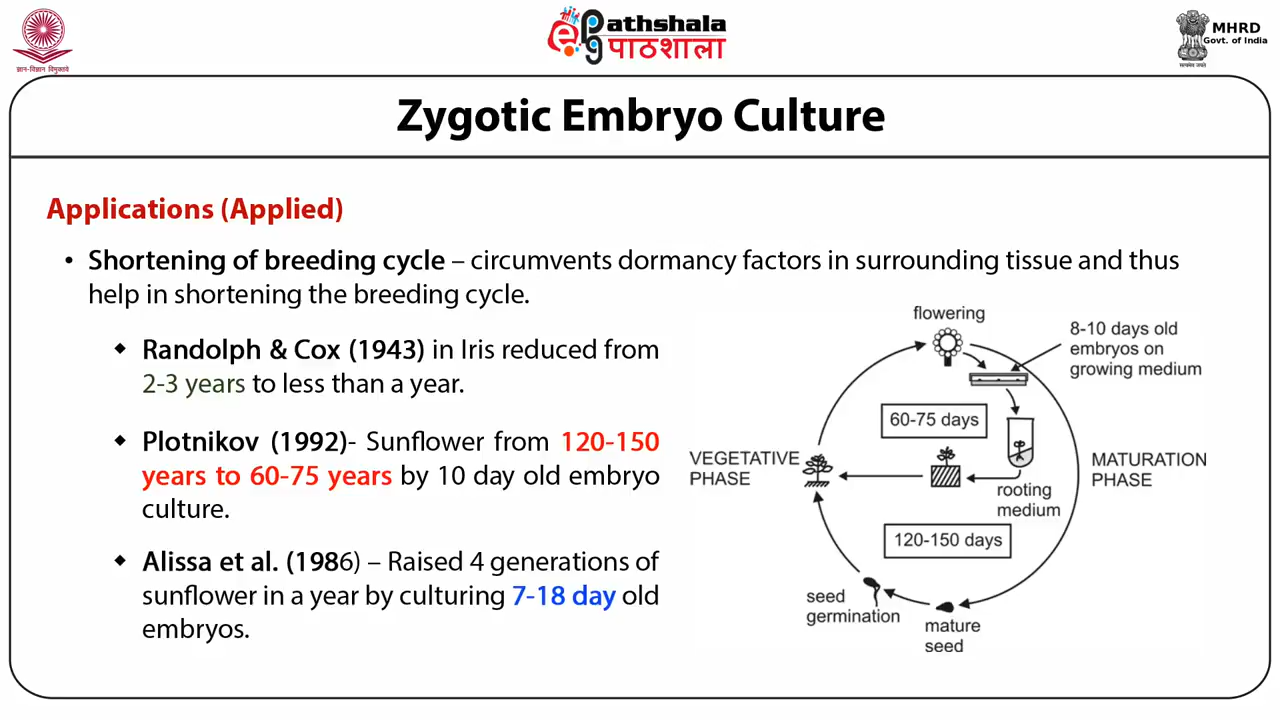 ज्ञान-विज्ञान विमुक्तये
ePathshala
पाठशाला
सत्यमेव जयते
MHRD
Govt. of India
Zygotic Embryo Culture
Applications (Applied)
• Shortening of breeding cycle – circumvents dormancy factors in surrounding tissue and thus
help in shortening the breeding cycle.
◆ Randolph & Cox (1943) in Iris reduced from
2-3 years to less than a year.
◆ Plotnikov (1992)- Sunflower from 120-150
years to 60-75 years by 10 day old embryo
culture.
◆ Alissa et al. (1986) – Raised 4 generations of
sunflower in a year by culturing 7-18 day old
embryos.
flowering
8-10 days old
embryos on
growing medium
60-75 days
VEGETATIVE
PHASE
MATURATION
PHASE
rooting
medium
120-150 days
seed
germination
mature
seed